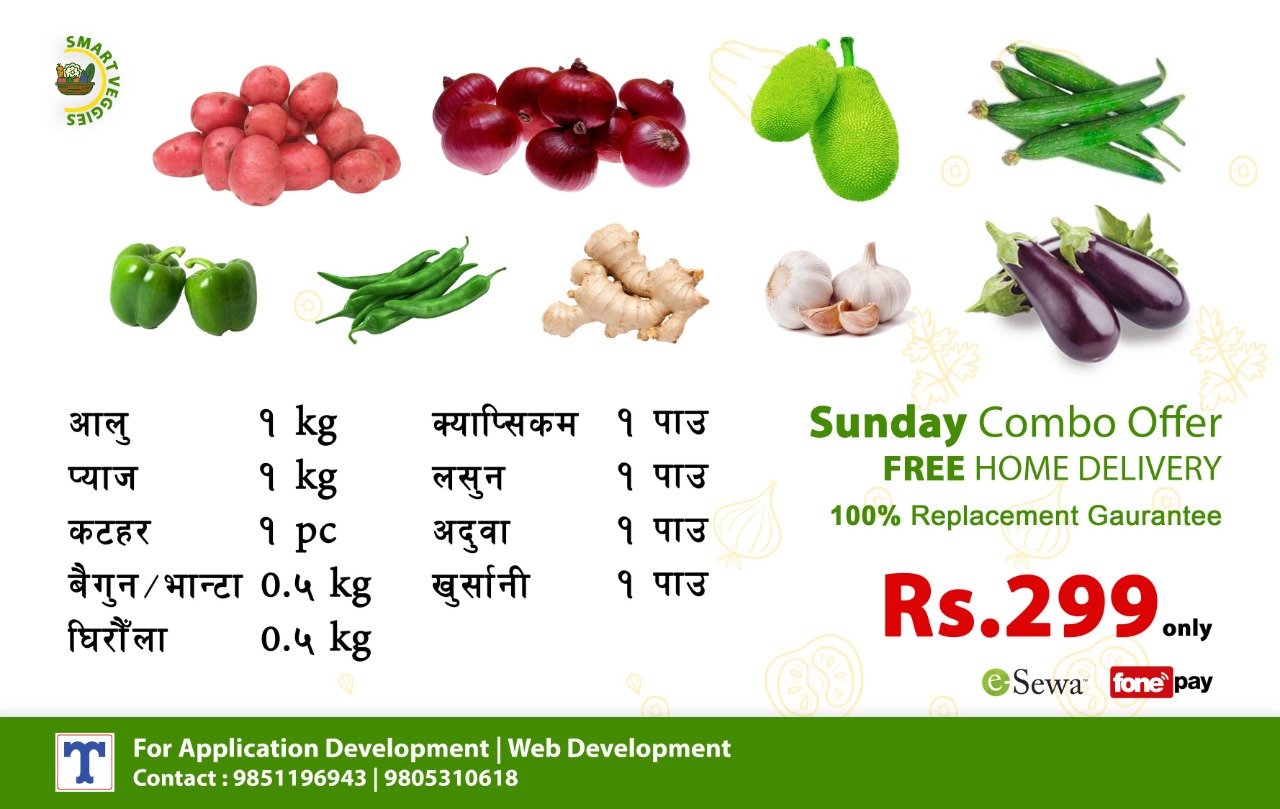 SMART VEGGIES
आलु १ kg
प्याज १ kg
कटहर १ pc
बैगुन/भान्टा 0.५ kg
घिरौँला 0.५ kg
क्याप्सिकम १ पाउ
लसुन १ पाउ
अदुवा १ पाउ
खुर्सानी १ पाउ
Sunday Combo Offer
FREE HOME DELIVERY
100% Replacement Gaurantee
Rs.299 only
e-Sewa™ fonepay
T
For Application Development | Web Development
Contact : 9851196943 | 9805310618